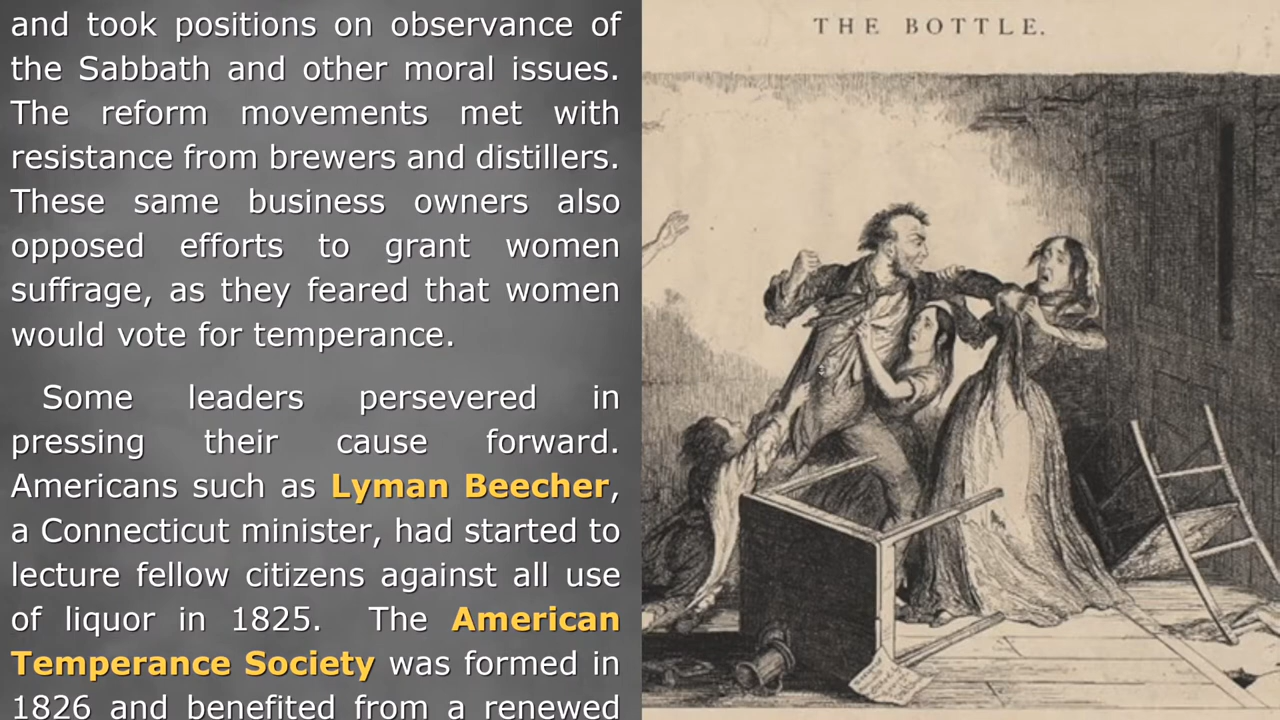 and took positions on observance of
the Sabbath and other moral issues.
The reform movements met with
resistance from brewers and distillers.
These same business owners also
opposed efforts to grant women
suffrage, as they feared that women
would vote for temperance.
Some leaders persevered in
pressing their cause forward.
Americans such as Lyman Beecher,
a Connecticut minister, had started to
lecture fellow citizens against all use
of liquor in 1825. The American
Temperance Society was formed in
1826 and benefited from a renewed
THE BOTTLE.